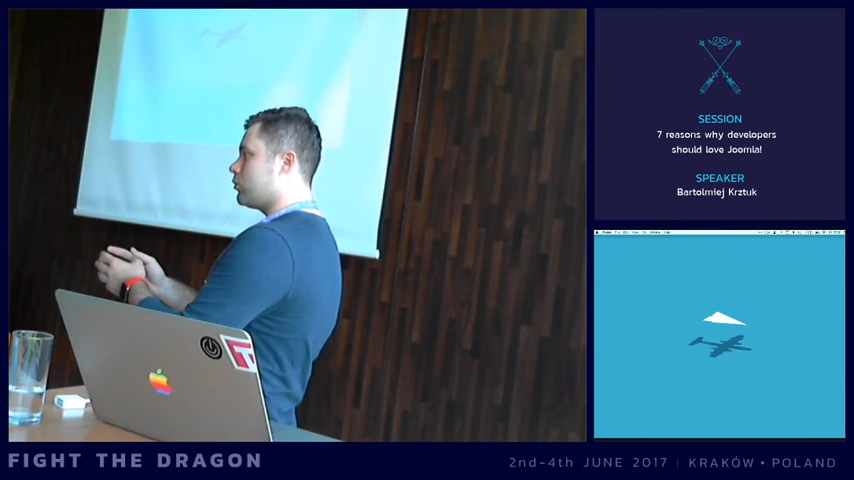 SESSION
7 reasons why developers
should love Joomla!
SPEAKER
Bartolmiej Krztuk
FIGHT THE DRAGON
2nd-4th JUNE 2017 | KRAKÓW • POLAND